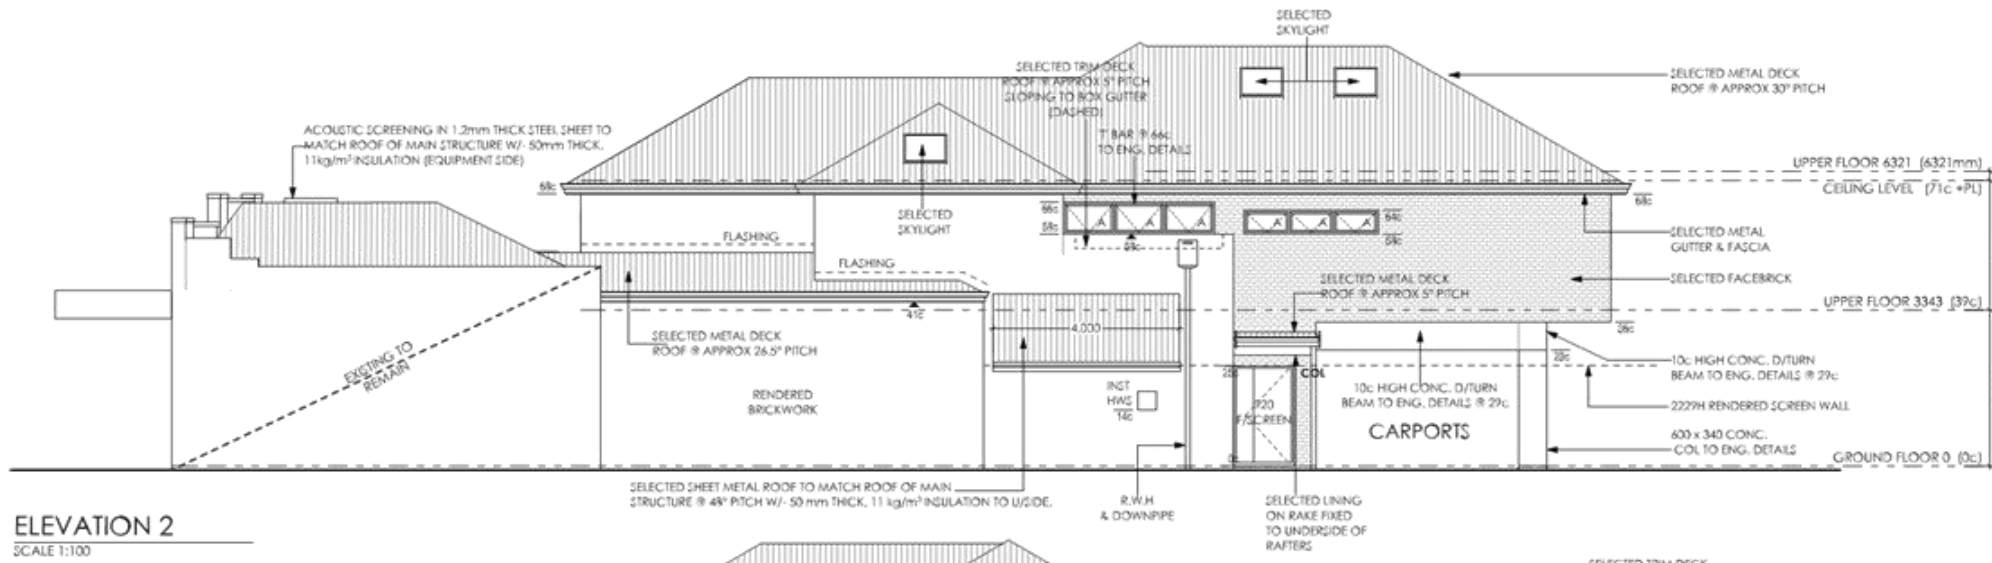 SELECTED
SKYLIGHT
SELECTED TRIM DECK
ROOF @ APPROX 5° PITCH
SLOPING TO BOX GUTTER
(DASHED)
SELECTED METAL DECK
ROOF @ APPROX 30° PITCH
ACOUSTIC SCREENING IN 1.2mm THICK STEEL SHEET TO
MATCH ROOF OF MAIN STRUCTURE W/- 50mm THICK,
11kg/m³ INSULATION (EQUIPMENT SIDE)
'T' BAR @ 66c
TO ENG. DETAILS
UPPER FLOOR 6321 (6321mm)
CEILING LEVEL (71c +PL)
68c
68c
SELECTED
SKYLIGHT
66c
58c
A
A
A
A
A
A
64c
58c
58c
FLASHING
FLASHING
SELECTED METAL
GUTTER & FASCIA
SELECTED METAL DECK
ROOF @ APPROX 5° PITCH
SELECTED FACEBRICK
UPPER FLOOR 3343 (39c)
41c
4,000
36c
SELECTED METAL DECK
ROOF @ APPROX 26.5° PITCH
EXISTING TO
REMAIN
10c HIGH CONC. D/TURN
BEAM TO ENG. DETAILS @ 29c
COL
RENDERED
BRICKWORK
INST
HWS
14c
920
F/SCREEN
0c
10c HIGH CONC. D/TURN
BEAM TO ENG. DETAILS @ 29c
CARPORTS
2229H RENDERED SCREEN WALL
600 x 340 CONC.
COL TO ENG. DETAILS
GROUND FLOOR 0 (0c)
SELECTED SHEET METAL ROOF TO MATCH ROOF OF MAIN
STRUCTURE @ 48° PITCH W/- 50 mm THICK, 11 kg/m³ INSULATION TO U/SIDE.
R.W.H
& DOWNPIPE
SELECTED LINING
ON RAKE FIXED
TO UNDERSIDE OF
RAFTERS
ELEVATION 2
SCALE 1:100
SELECTED TRIM DECK